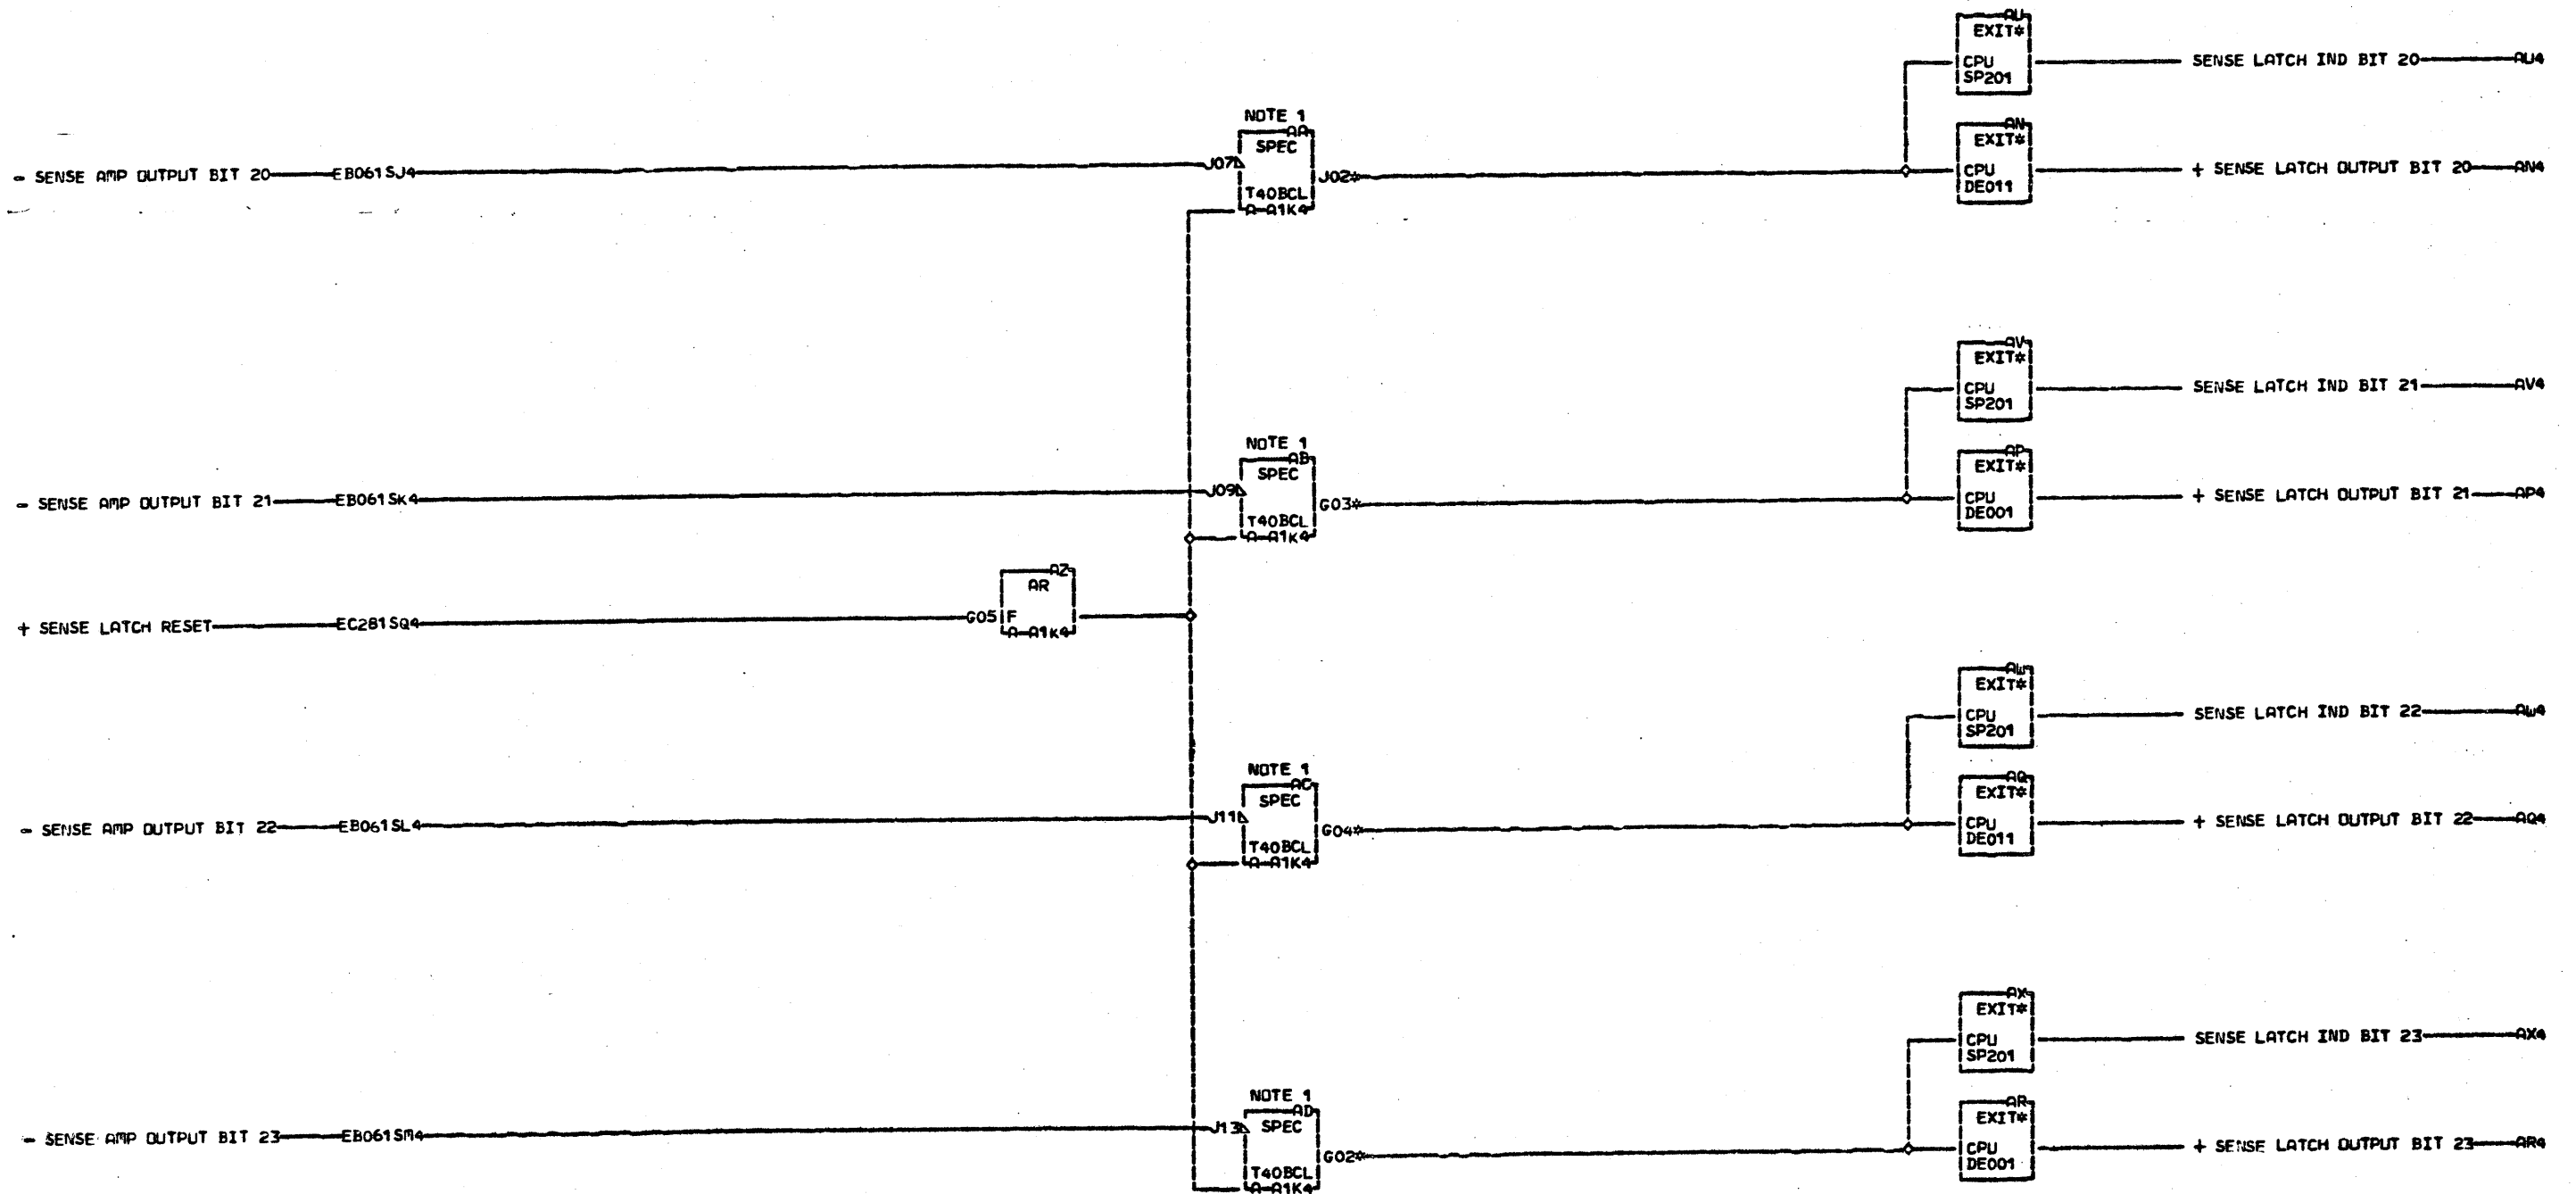 AU
EXIT*
CPU
SP201
SENSE LATCH IND BIT 20 AU4
NOTE 1
AA
SPEC
T40BCL
A-A1K4
- SENSE AMP OUTPUT BIT 20 EB061SJ4 J07 J02*
AN
EXIT*
CPU
DE011
+ SENSE LATCH OUTPUT BIT 20 AN4
AV
EXIT*
CPU
SP201
SENSE LATCH IND BIT 21 AV4
NOTE 1
AB
SPEC
T40BCL
A-A1K4
- SENSE AMP OUTPUT BIT 21 EB061SK4 J09 G03*
AP
EXIT*
CPU
DE001
+ SENSE LATCH OUTPUT BIT 21 AP4
AZ
AR
F
A-A1K4
+ SENSE LATCH RESET EC281SQ4 G05
AW
EXIT*
CPU
SP201
SENSE LATCH IND BIT 22 AW4
NOTE 1
AC
SPEC
T40BCL
A-A1K4
- SENSE AMP OUTPUT BIT 22 EB061SL4 J11 G04*
AQ
EXIT*
CPU
DE011
+ SENSE LATCH OUTPUT BIT 22 AQ4
AX
EXIT*
CPU
SP201
SENSE LATCH IND BIT 23 AX4
NOTE 1
AD
SPEC
T40BCL
A-A1K4
- SENSE AMP OUTPUT BIT 23 EB061SM4 J13 G02*
AR
EXIT*
CPU
DE001
+ SENSE LATCH OUTPUT BIT 23 AR4